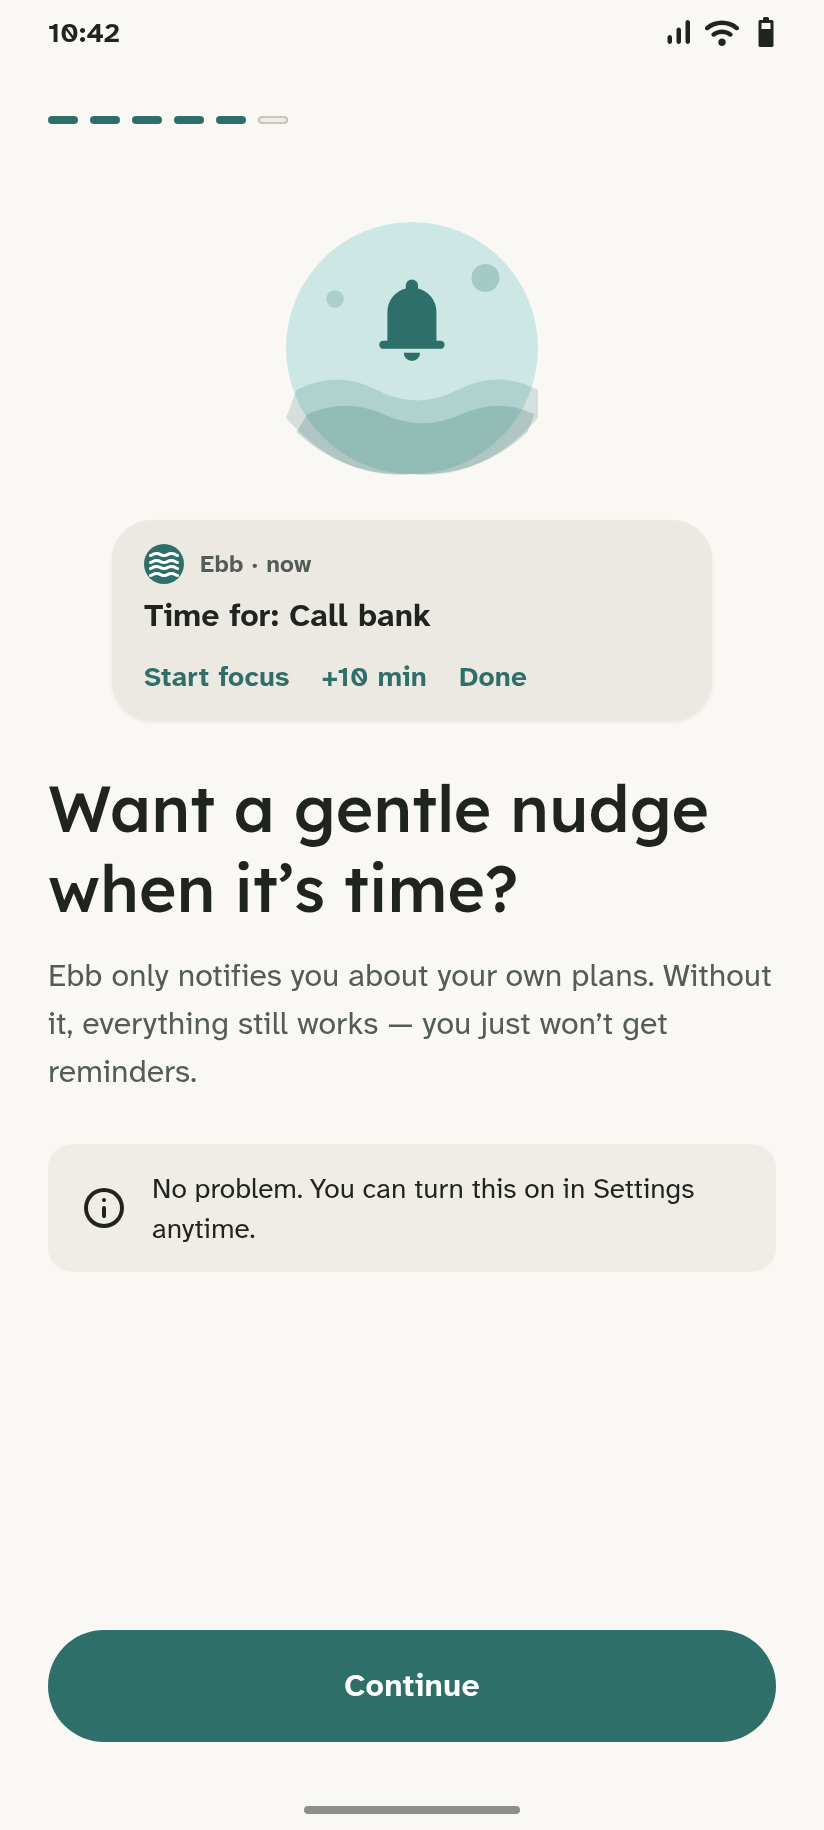 10:42
Ebb · now
Time for: Call bank
Start focus +10 min Done
Want a gentle nudge
when it’s time?
Ebb only notifies you about your own plans. Without
it, everything still works — you just won’t get
reminders.
No problem. You can turn this on in Settings
anytime.
Continue